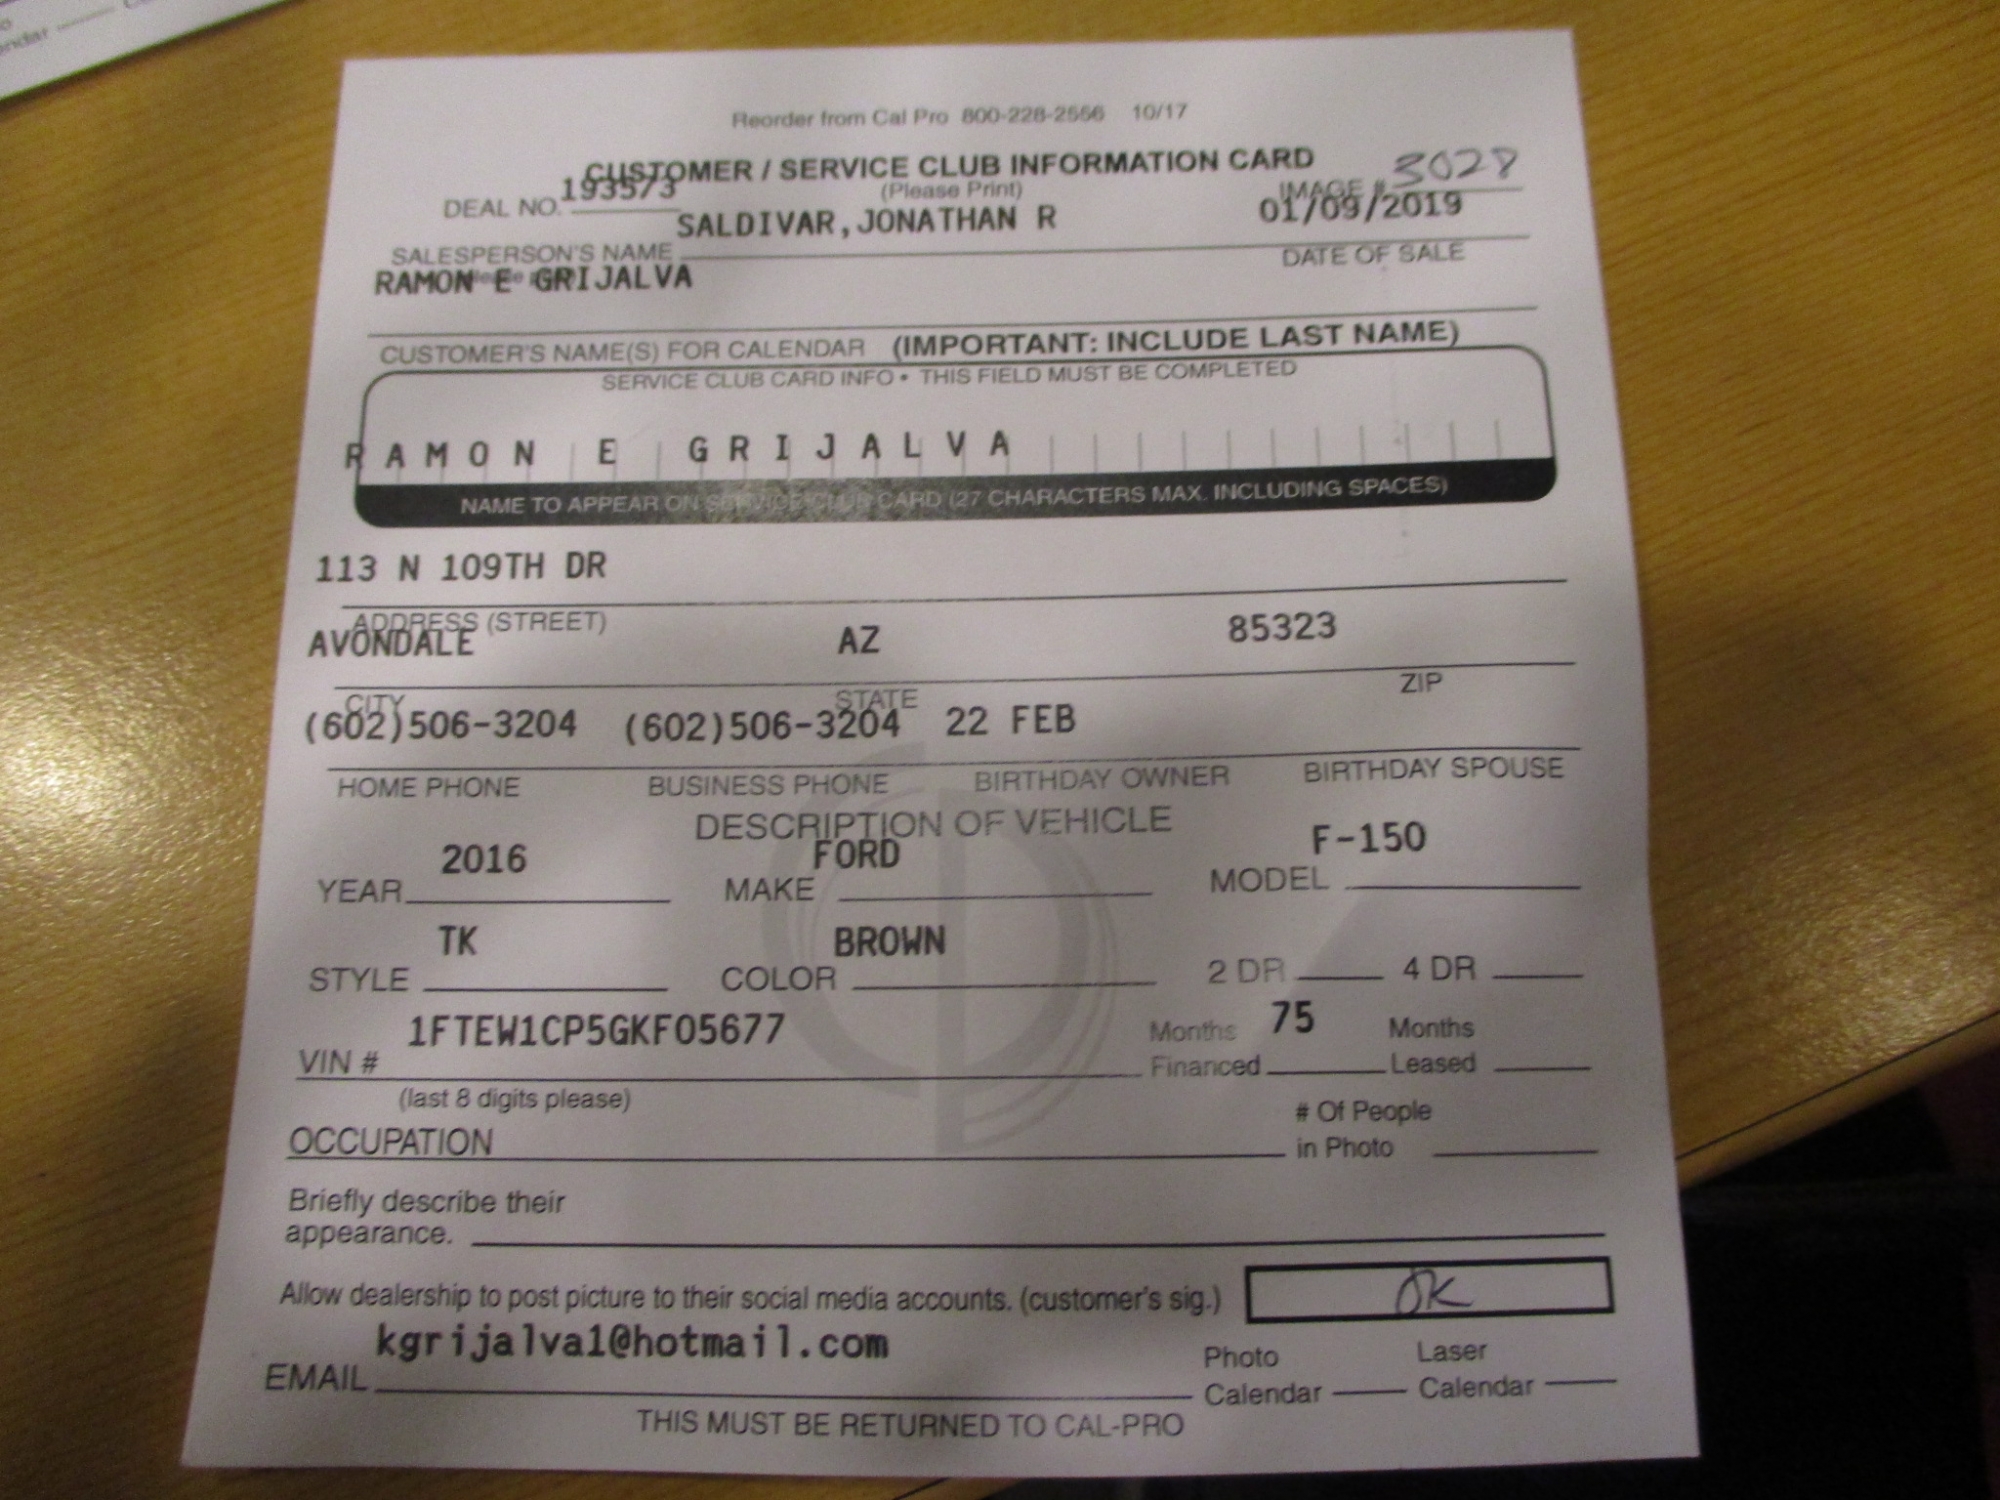 Reorder from Cal Pro 800-228-2556 10/17
CUSTOMER / SERVICE CLUB INFORMATION CARD
(Please Print)
DEAL NO. 193573
IMAGE # 3028
SALDIVAR,JONATHAN R 01/09/2019
SALESPERSON'S NAME DATE OF SALE
RAMON E GRIJALVA
CUSTOMER'S NAME(S) FOR CALENDAR (IMPORTANT: INCLUDE LAST NAME)
SERVICE CLUB CARD INFO • THIS FIELD MUST BE COMPLETED
RAMON E GRIJALVA
NAME TO APPEAR ON SERVICE CLUB CARD (27 CHARACTERS MAX. INCLUDING SPACES)
113 N 109TH DR
ADDRESS (STREET)
AVONDALE AZ 85323
CITY STATE ZIP
(602)506-3204 (602)506-3204 22 FEB
HOME PHONE BUSINESS PHONE BIRTHDAY OWNER BIRTHDAY SPOUSE
DESCRIPTION OF VEHICLE
YEAR 2016 MAKE FORD MODEL F-150
STYLE TK COLOR BROWN 2 DR 4 DR
VIN # 1FTEW1CP5GKF05677 Months Financed 75 Months Leased
(last 8 digits please)
OCCUPATION # Of People in Photo
Briefly describe their
appearance.
Allow dealership to post picture to their social media accounts. (customer's sig.) OK
EMAIL kgrijalva1@hotmail.com Photo Calendar Laser Calendar
THIS MUST BE RETURNED TO CAL-PRO